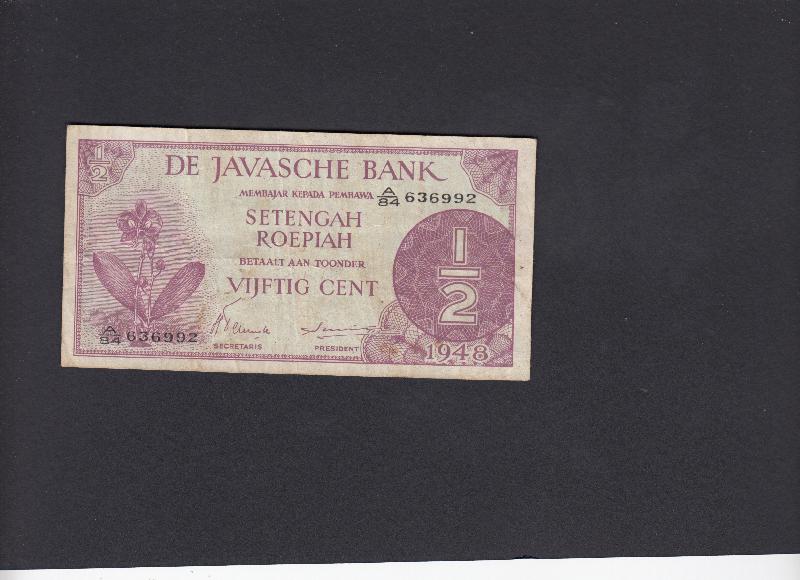 1/2
DE JAVASCHE BANK
MEMBAJAR KEPADA PEMBAWA A/84 636992
SETENGAH
ROEPIAH
BETAALT AAN TOONDER
VIJFTIG CENT
1/2
A/84 636992
SECRETARIS PRESIDENT
1948